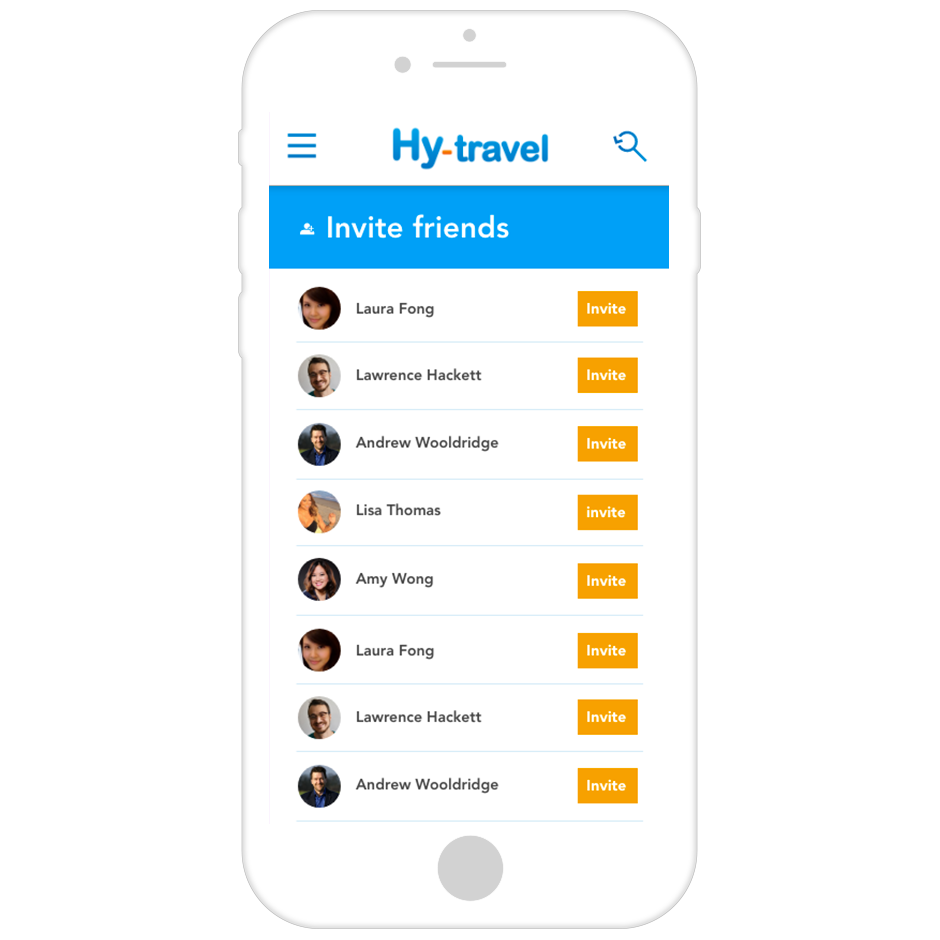 Hy-travel
Invite friends
Laura Fong Invite
Lawrence Hackett Invite
Andrew Wooldridge Invite
Lisa Thomas invite
Amy Wong Invite
Laura Fong Invite
Lawrence Hackett Invite
Andrew Wooldridge Invite